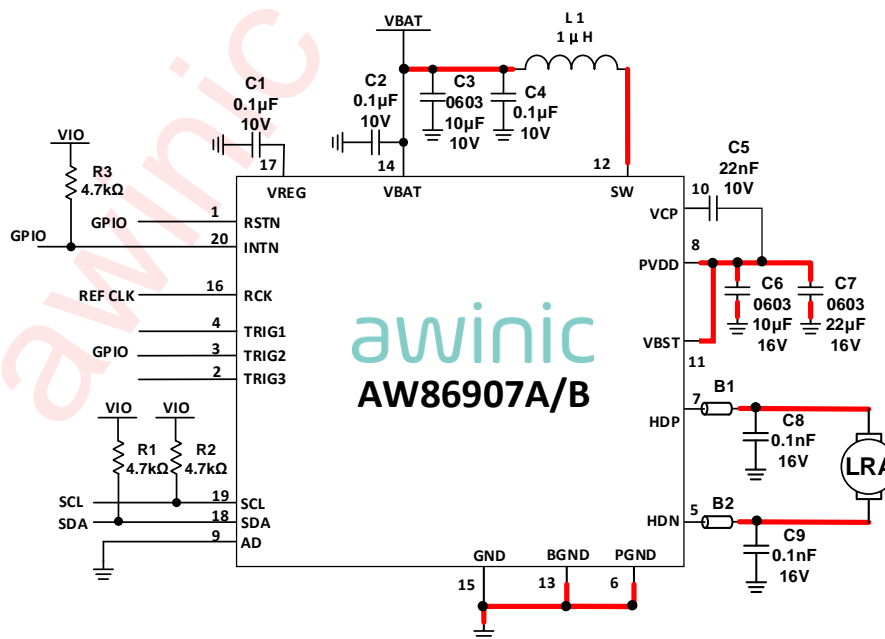 awinic
VBAT
L 1
1 µ H
C1
0.1µF
10V
C2
0.1µF
10V
C3
0603
10µF
10V
C4
0.1µF
10V
VIO
R3
4.7kΩ
17
14
12
VREG
VBAT
SW
C5
22nF
10V
10
VCP
GPIO
1
RSTN
GPIO
20
INTN
8
PVDD
REF CLK
16
RCK
C6
0603
10µF
16V
C7
0603
22µF
16V
4
TRIG1
GPIO
3
TRIG2
2
TRIG3
awinic
AW86907A/B
VBST
11
7
HDP
B1
C8
0.1nF
16V
LRA
VIO
VIO
R1
4.7kΩ
R2
4.7kΩ
SCL
19
SCL
SDA
18
SDA
9
AD
5
HDN
B2
C9
0.1nF
16V
GND
BGND
PGND
15
13
6